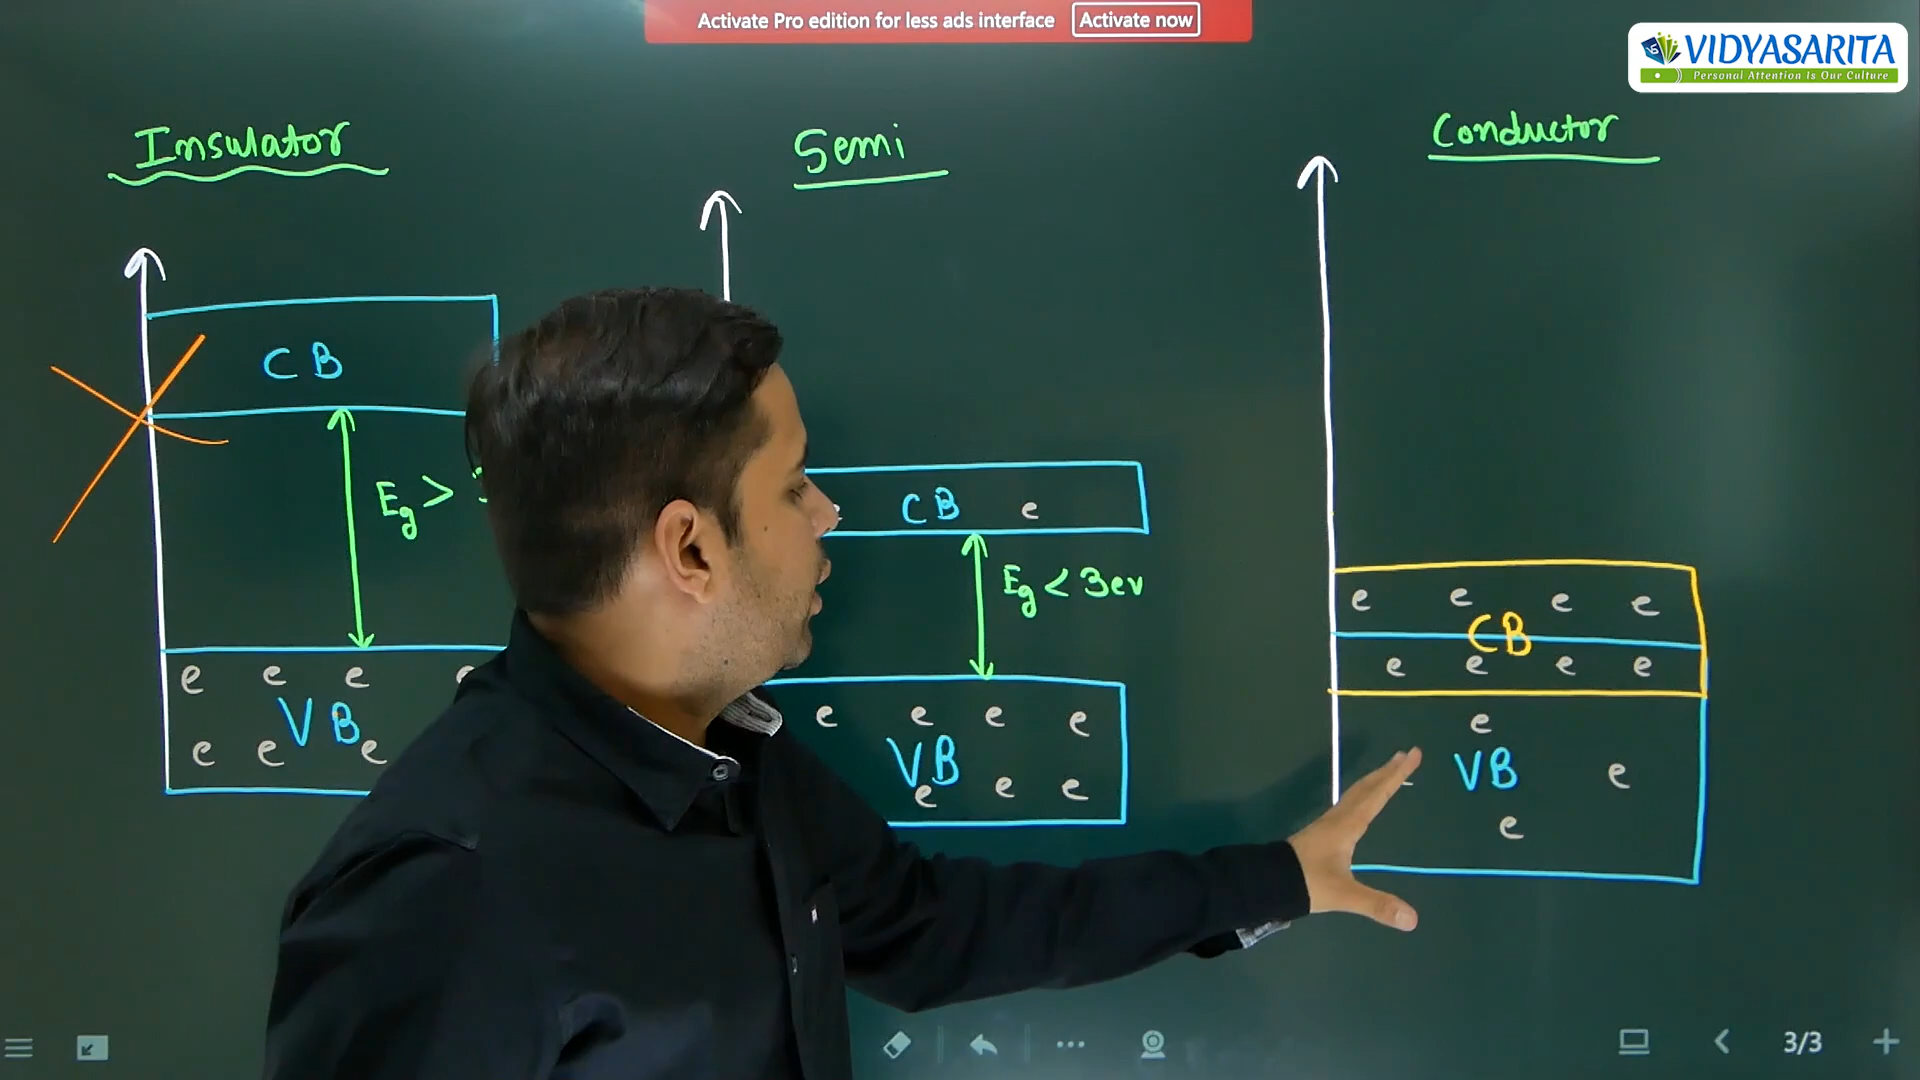 Activate Pro edition for less ads interface Activate now
VIDYASARITA
Personal Attention Is Our Culture
Insulator
Semi
Conductor
CB
Eg >
e e e e
VB
e e e
CB e
Eg < 3ev
e e e e
VB
e e e
e e e e
CB
e e e e
e
VB e
e
3/3